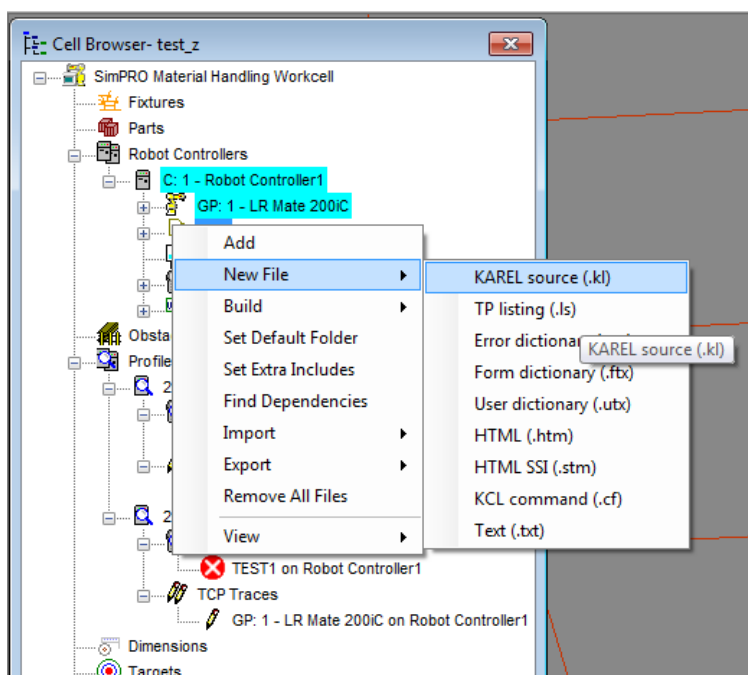 Cell Browser- test_z
SimPRO Material Handling Workcell
Fixtures
Parts
Robot Controllers
C: 1 - Robot Controller1
GP: 1 - LR Mate 200iC
Add
New File
Build
Set Default Folder
Set Extra Includes
Find Dependencies
Import
Export
Remove All Files
View
KAREL source (.kl)
TP listing (.ls)
Error dictionar
KAREL source (.kl)
Form dictionary (.ftx)
User dictionary (.utx)
HTML (.htm)
HTML SSI (.stm)
KCL command (.cf)
Text (.txt)
Obsta
Profile
2
2
TEST1 on Robot Controller1
TCP Traces
GP: 1 - LR Mate 200iC on Robot Controller1
Dimensions
Targets